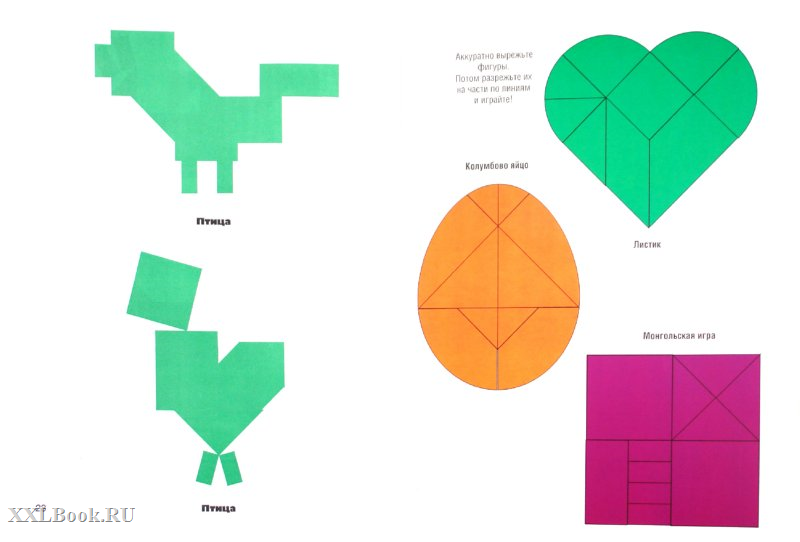 Птица
Птица
28
XXLBook.RU
Аккуратно вырежьте
фигуры.
Потом разрежьте их
на части по линиям
и играйте!
Колумбово яйцо
Листик
Монгольская игра